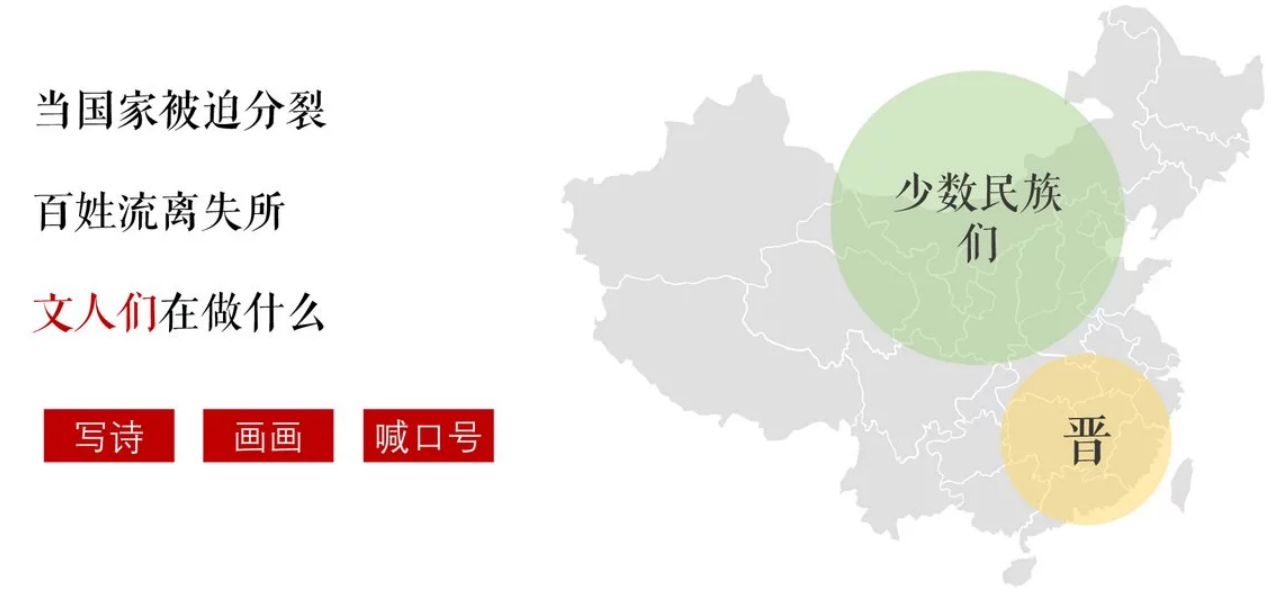 当国家被迫分裂
百姓流离失所
文人们在做什么
写诗 画画 喊口号
少数民族
们
晋